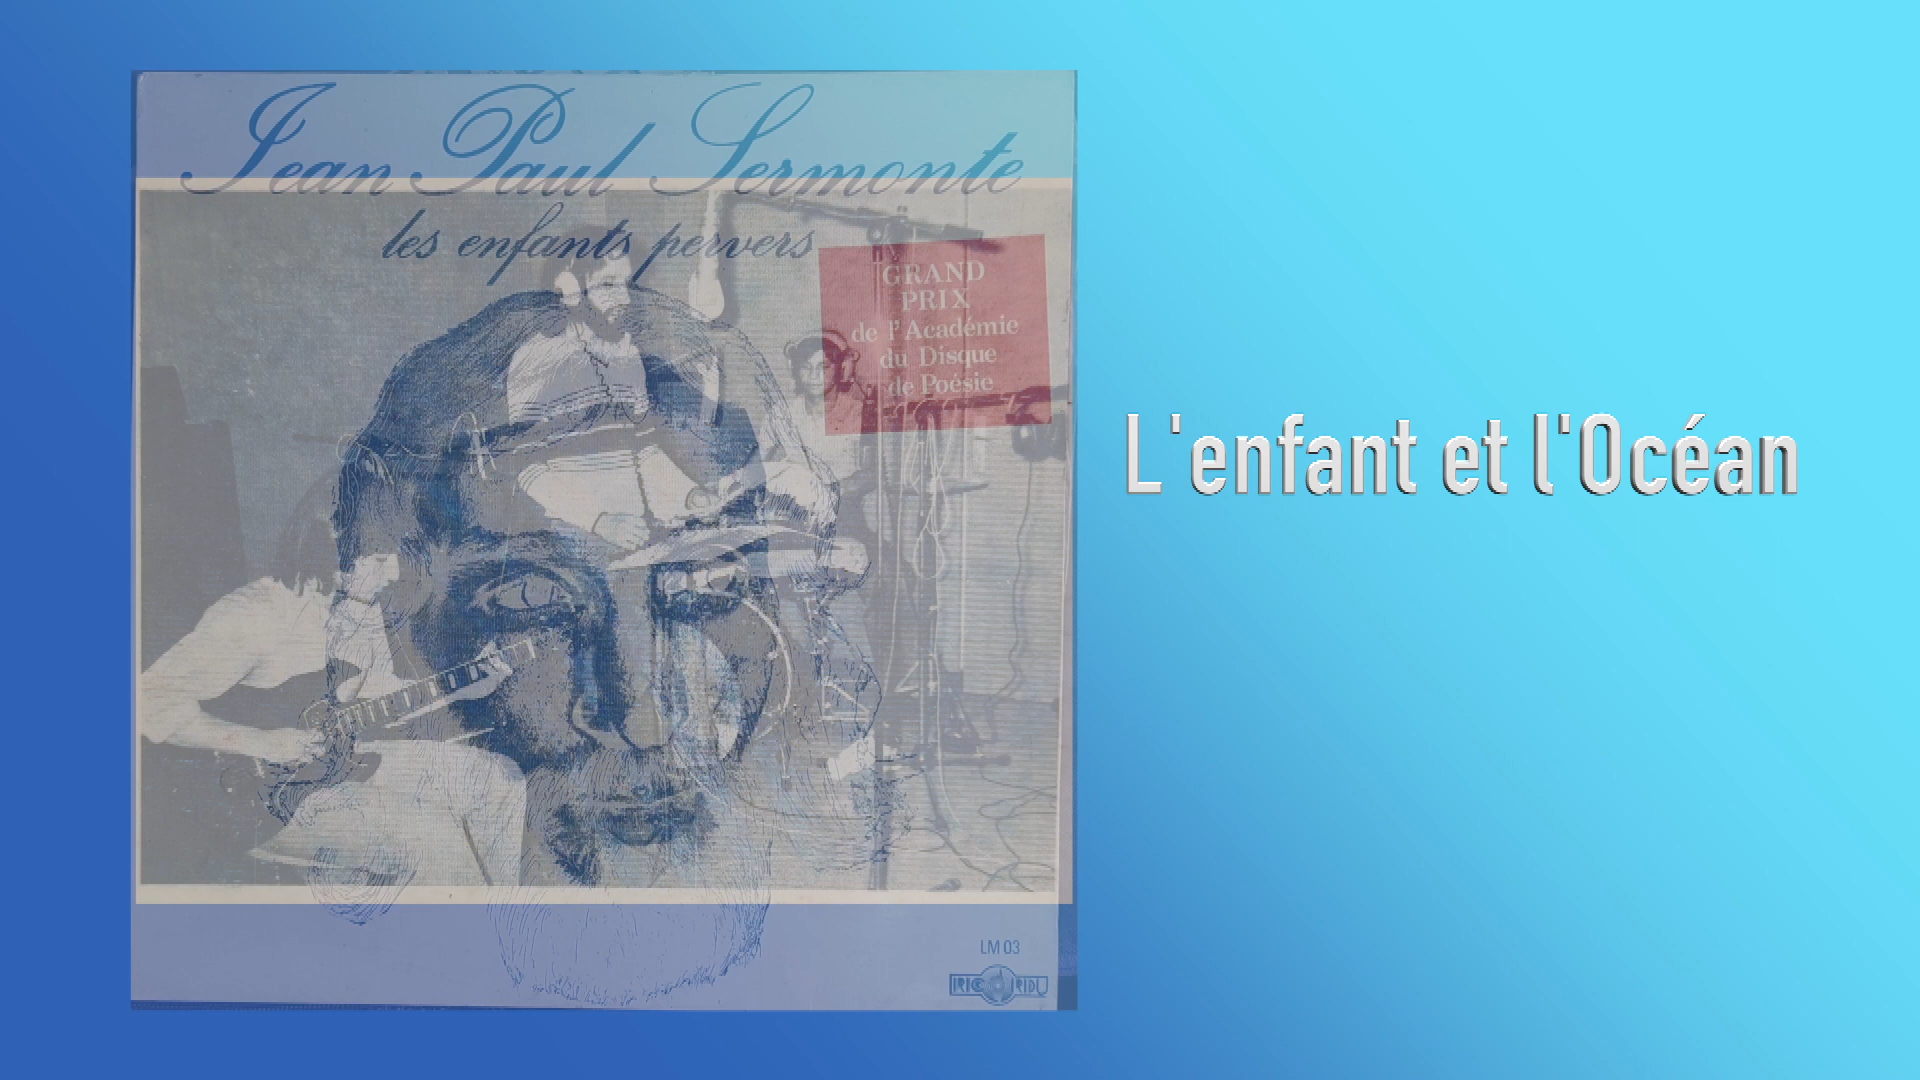 Jean Paul Sermonte
les enfants pervers
GRAND
PRIX
de l'Académie
du Disque
de Poésie
L'enfant et l'Océan
LM 03